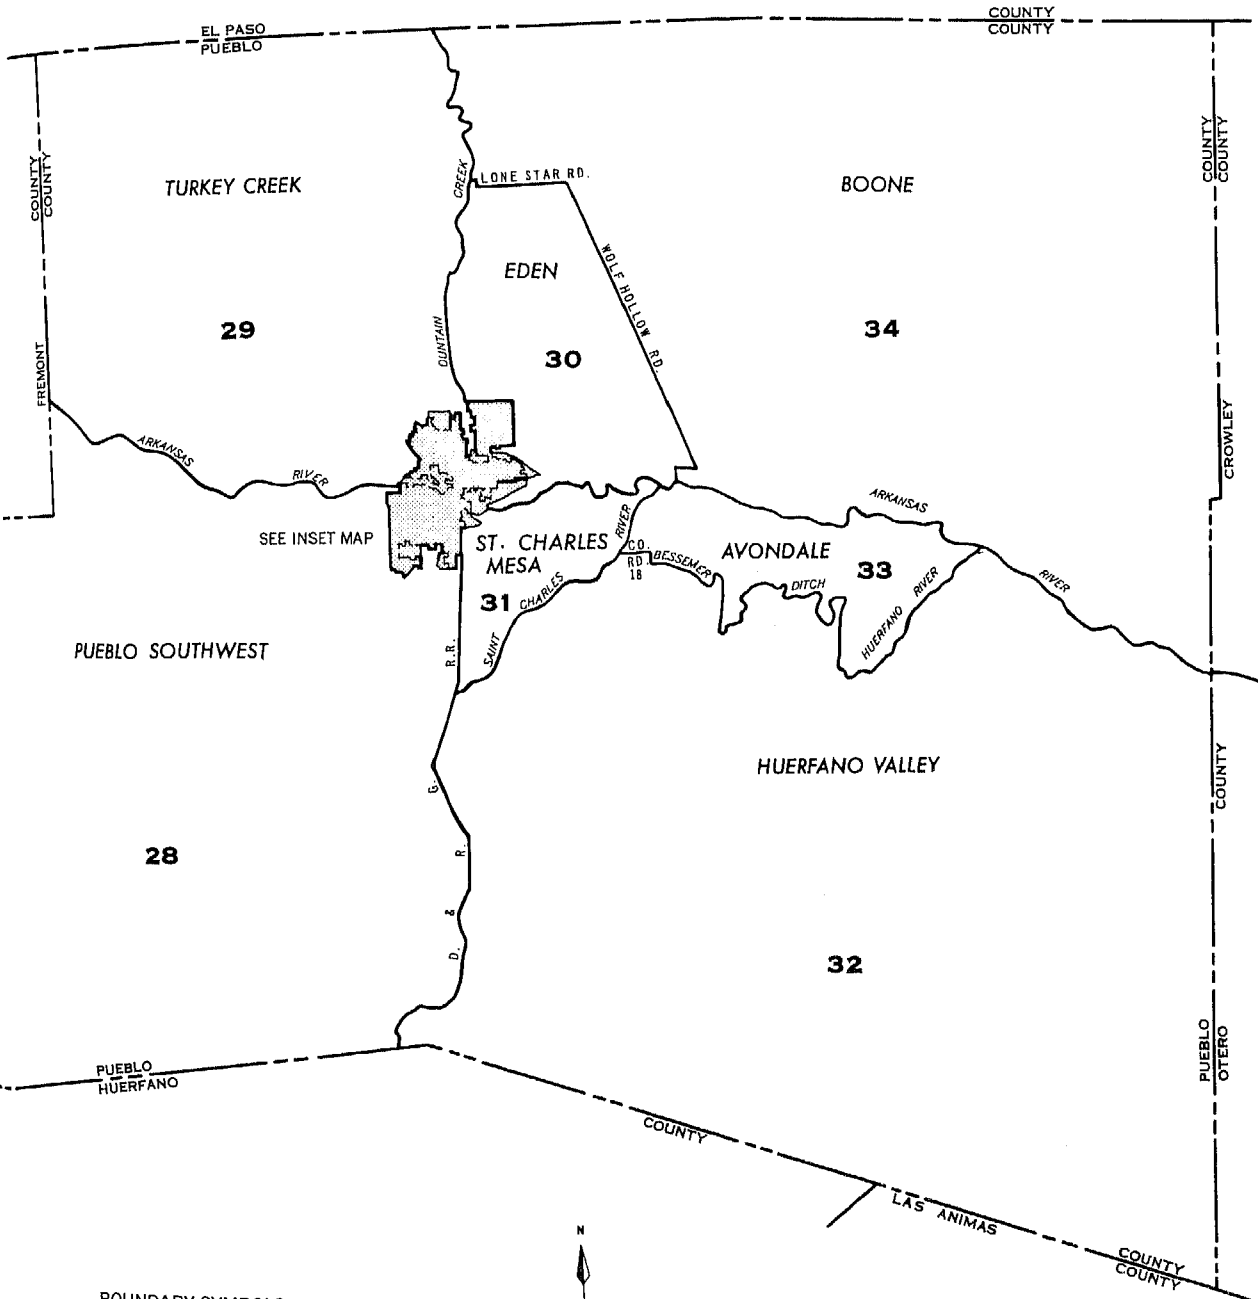 EL PASO
PUEBLO
COUNTY
COUNTY
COUNTY
COUNTY
COUNTY
COUNTY
TURKEY CREEK
CREEK
LONE STAR RD.
BOONE
EDEN
WOLF HOLLOW RD.
29
OUNTAIN
30
34
FREMONT
CROWLEY
ARKANSAS
RIVER
ARKANSAS
SEE INSET MAP
ST. CHARLES
MESA
RIVER
CO.
RD
18
BESSEMER
AVONDALE
33
DITCH
RIVER
31
CHARLES
SAINT
HUERFANO RIVER
R.R.
PUEBLO SOUTHWEST
HUERFANO VALLEY
G.
COUNTY
28
R.
&
D.
32
PUEBLO
OTERO
PUEBLO
HUERFANO
COUNTY
LAS ANIMAS
COUNTY
COUNTY
N
BOUNDARY SYMBOLS